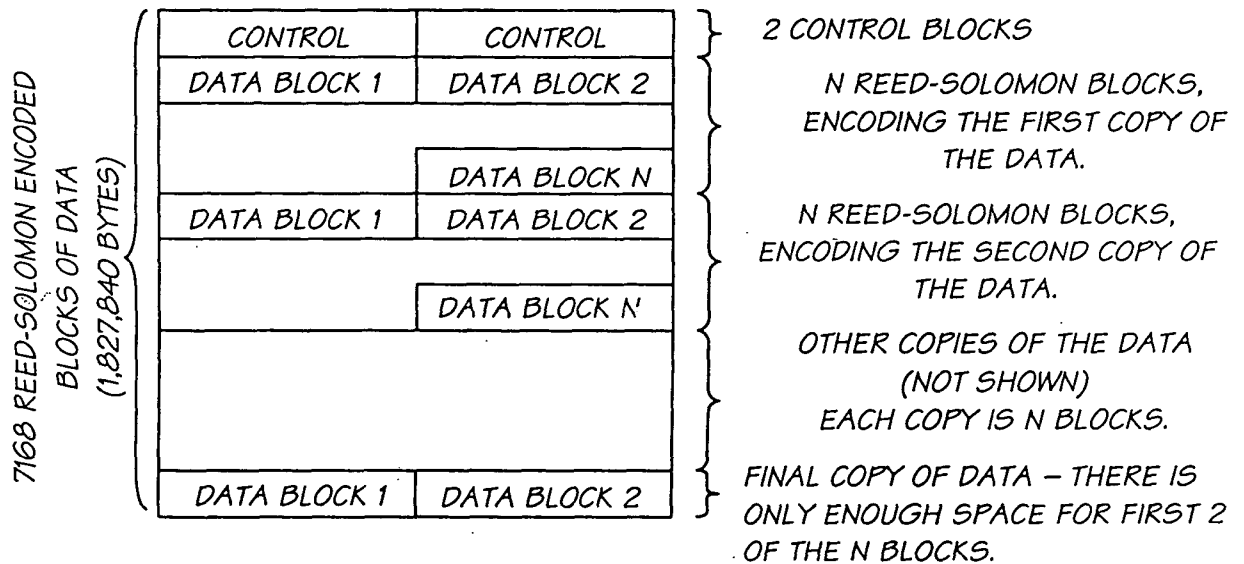 7168 REED-SOLOMON ENCODED
BLOCKS OF DATA
(1,827,840 BYTES)
CONTROL CONTROL
2 CONTROL BLOCKS
DATA BLOCK 1 DATA BLOCK 2
DATA BLOCK N
N REED-SOLOMON BLOCKS,
ENCODING THE FIRST COPY OF
THE DATA.
DATA BLOCK 1 DATA BLOCK 2
DATA BLOCK N
N REED-SOLOMON BLOCKS,
ENCODING THE SECOND COPY OF
THE DATA.
OTHER COPIES OF THE DATA
(NOT SHOWN)
EACH COPY IS N BLOCKS.
DATA BLOCK 1 DATA BLOCK 2
FINAL COPY OF DATA – THERE IS
ONLY ENOUGH SPACE FOR FIRST 2
OF THE N BLOCKS.